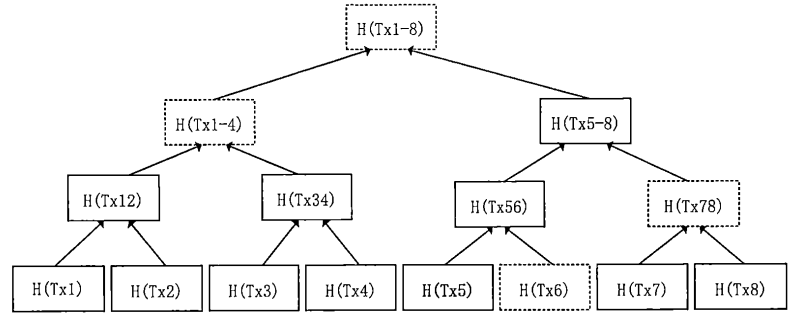 H(Tx1-8)
H(Tx1-4) H(Tx5-8)
H(Tx12) H(Tx34) H(Tx56) H(Tx78)
H(Tx1) H(Tx2) H(Tx3) H(Tx4) H(Tx5) H(Tx6) H(Tx7) H(Tx8)